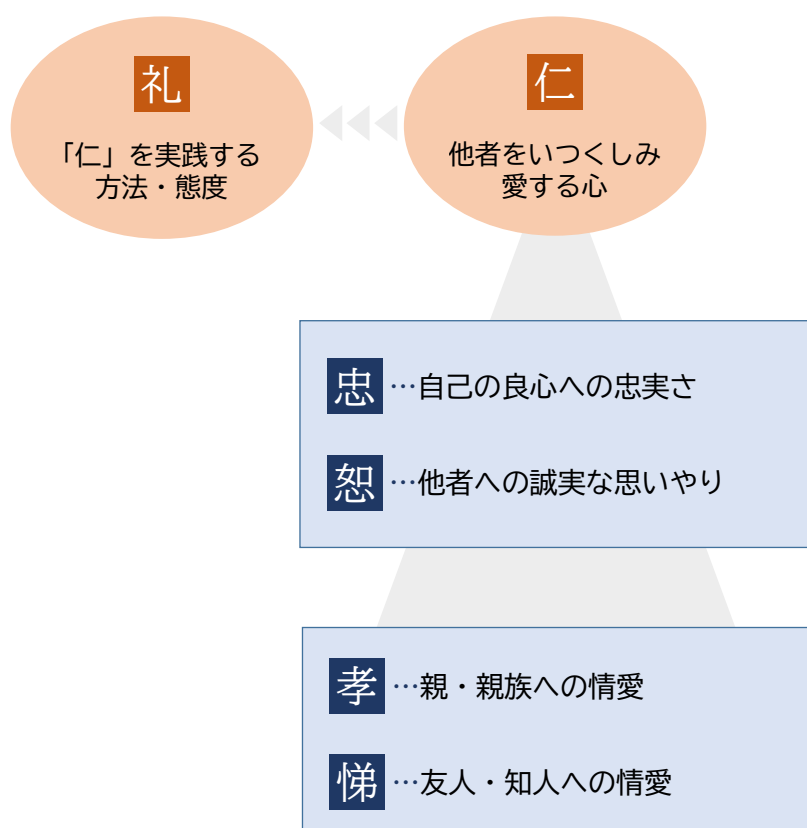 礼
「仁」を実践する
方法・態度
仁
他者をいつくしみ
愛する心
忠…自己の良心への忠実さ
恕…他者への誠実な思いやり
孝…親・親族への情愛
悌…友人・知人への情愛